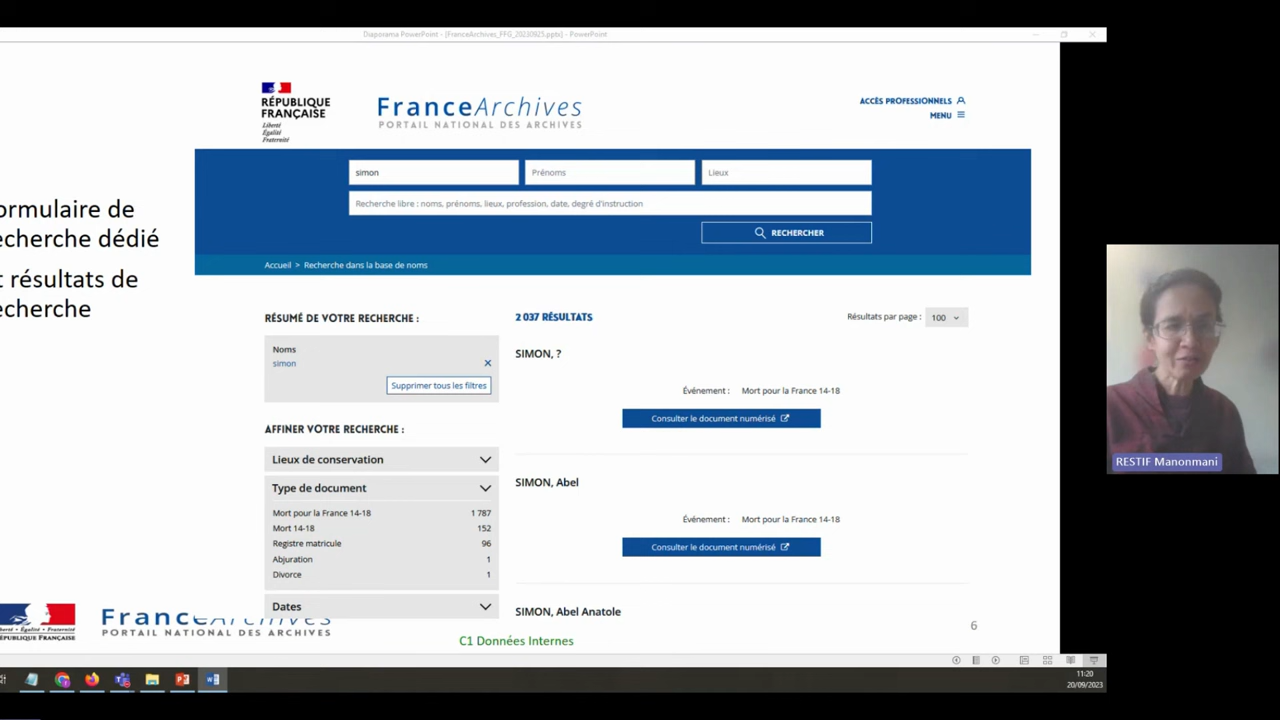 Diaporama PowerPoint - [FranceArchives_FFG_20230925.pptx] - PowerPoint
RÉPUBLIQUE
FRANÇAISE
Liberté
Égalité
Fraternité
FranceArchives
PORTAIL NATIONAL DES ARCHIVES
ACCÈS PROFESSIONNELS
MENU
simon
Prénoms
Lieux
Recherche libre : noms, prénoms, lieux, profession, date, degré d'instruction
RECHERCHER
Accueil > Recherche dans la base de noms
ormulaire de
echerche dédié
t résultats de
echerche
RÉSUMÉ DE VOTRE RECHERCHE :
Noms
simon
Supprimer tous les filtres
AFFINER VOTRE RECHERCHE :
Lieux de conservation
Type de document
Mort pour la France 14-18 1 787
Mort 14-18 152
Registre matricule 96
Abjuration 1
Divorce 1
Dates
2 037 RÉSULTATS
Résultats par page : 100
SIMON, ?
Événement : Mort pour la France 14-18
Consulter le document numérisé
SIMON, Abel
Événement : Mort pour la France 14-18
Consulter le document numérisé
SIMON, Abel Anatole
RESTIF Manonmani
PORTAIL NATIONAL DES ARCHIVES
C1 Données Internes
6
11:20
20/09/2023